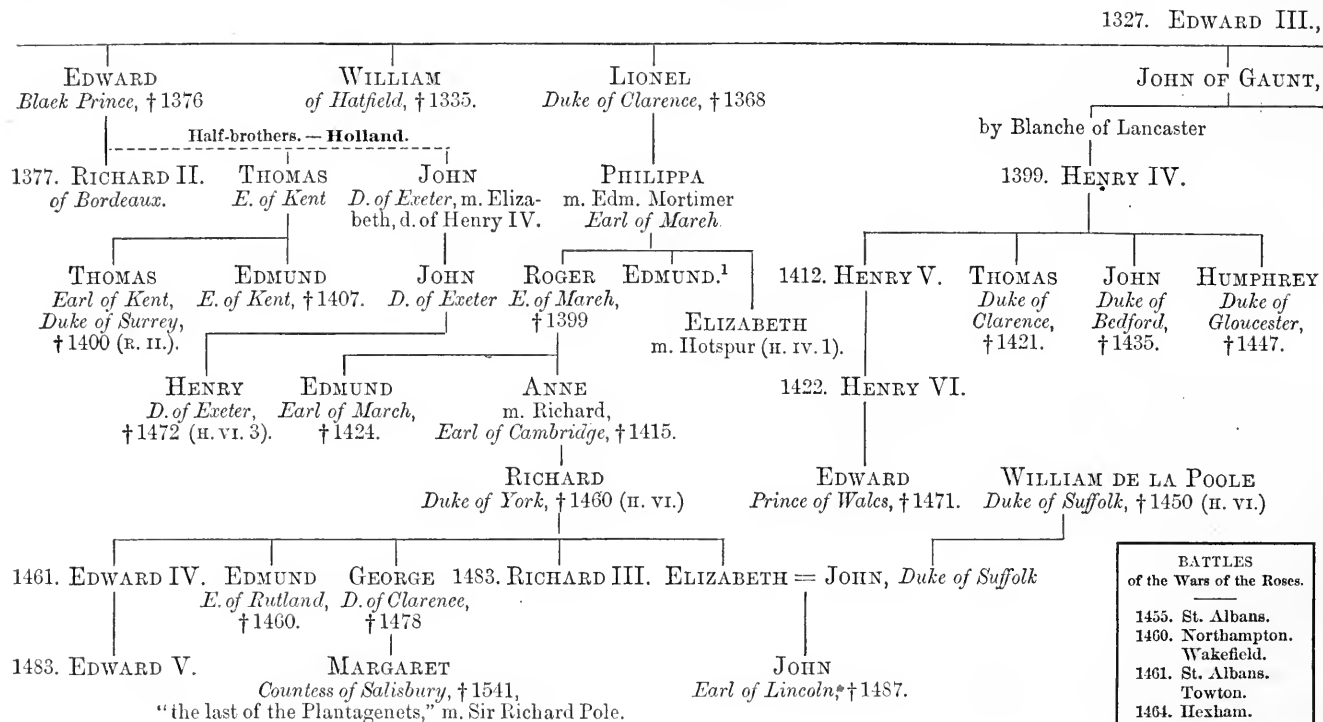 1327. EDWARD III.,
EDWARD WILLIAM LIONEL JOHN OF GAUNT,
Black Prince, †1376 of Hatfield, †1335. Duke of Clarence, †1368
Half-brothers. — Holland. by Blanche of Lancaster
1377. RICHARD II. THOMAS JOHN PHILIPPA 1399. HENRY IV.
of Bordeaux. E. of Kent D. of Exeter, m. Eliza- m. Edm. Mortimer
beth, d. of Henry IV. Earl of March
THOMAS EDMUND JOHN ROGER EDMUND.¹ 1412. HENRY V. THOMAS JOHN HUMPHREY
Earl of Kent, E. of Kent, †1407. D. of Exeter E. of March, Duke of Duke of Duke of
Duke of Surrey, †1399 ELIZABETH Clarence, Bedford, Gloucester,
†1400 (R. II.). m. Hotspur (H. IV. 1). †1421. †1435. †1447.
HENRY EDMUND ANNE 1422. HENRY VI.
D. of Exeter, Earl of March, m. Richard,
†1472 (H. VI. 3). †1424. Earl of Cambridge, †1415.
RICHARD EDWARD WILLIAM DE LA POOLE
Duke of York, †1460 (H. VI.) Prince of Wales, †1471. Duke of Suffolk, †1450 (H. VI.)
1461. EDWARD IV. EDMUND GEORGE 1483. RICHARD III. ELIZABETH = JOHN, Duke of Suffolk
E. of Rutland, D. of Clarence,
†1460. †1478
1483. EDWARD V. MARGARET JOHN
Countess of Salisbury, †1541, Earl of Lincoln, †1487.
"the last of the Plantagenets," m. Sir Richard Pole.
BATTLES
of the Wars of the Roses.
1455. St. Albans.
1460. Northampton.
Wakefield.
1461. St. Albans.
Towton.
1464. Hexham.